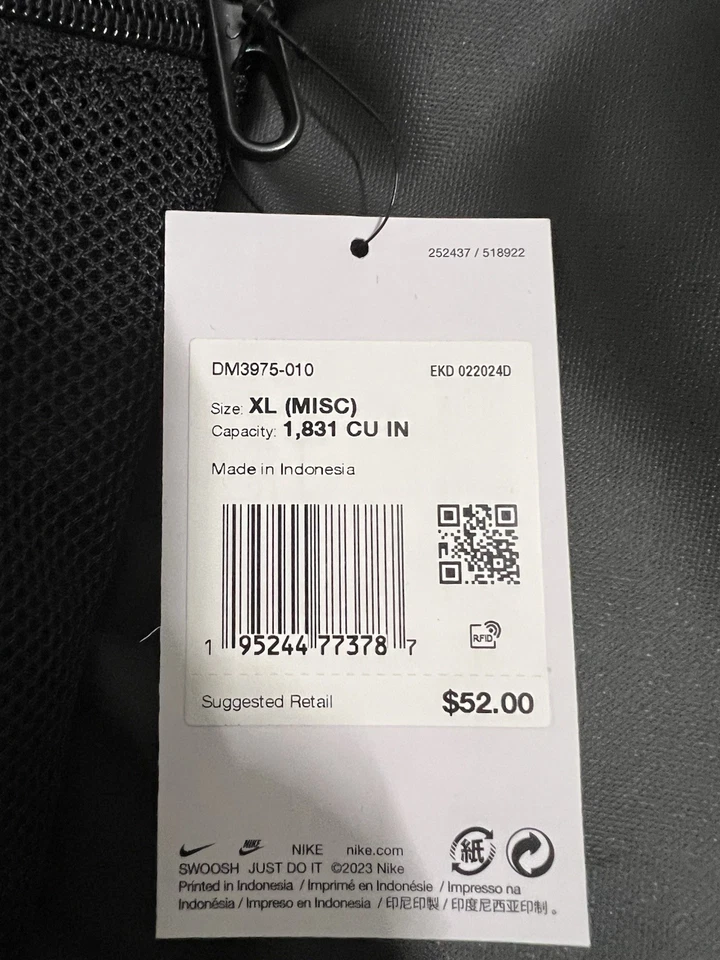 252437 / 518922
DM3975-010
EKD 022024D
Size: XL (MISC)
Capacity: 1,831 CU IN
Made in Indonesia
1 95244 77378 7
RFID
Suggested Retail
$52.00
NIKE
NIKE nike.com
紙
SWOOSH JUST DO IT ©2023 Nike
Printed in Indonesia / Imprimé en Indonésie / Impresso na
Indonésia / Impreso en Indonesia / 印尼印製 / 印度尼西亚印制。